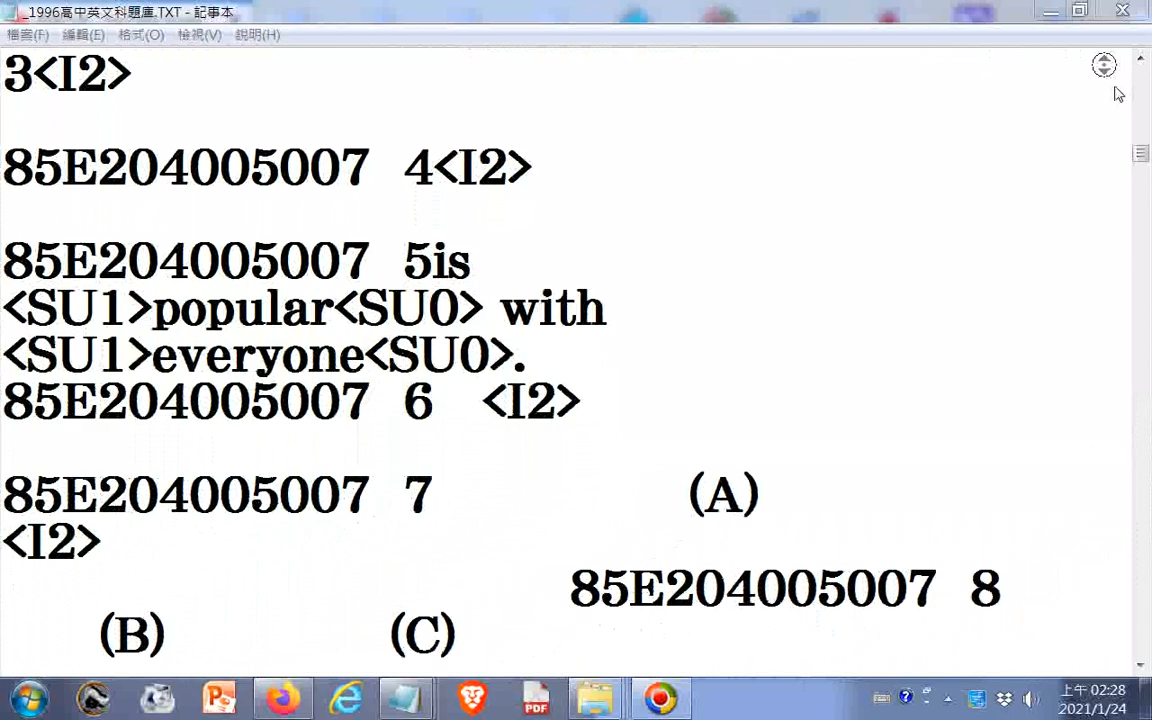 _1996高中英文科題庫.TXT - 記事本
檔案(F) 編輯(E) 格式(O) 檢視(V) 說明(H)
3<I2>
85E204005007 4<I2>
85E204005007 5is
<SU1>popular<SU0> with
<SU1>everyone<SU0>.
85E204005007 6 <I2>
85E204005007 7 (A)
<I2>
85E204005007 8
(B) (C)
PDF
上午 02:28
2021/1/24